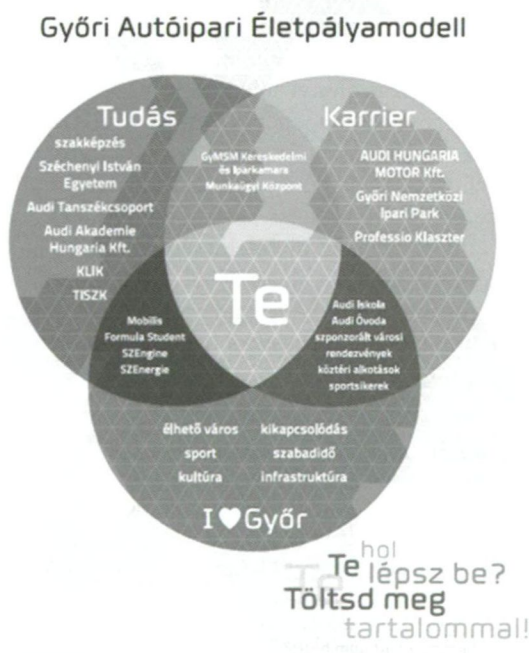 Győri Autóipari Életpályamodell
Tudás
szakképzés
Széchenyi István
Egyetem
Audi Tanszékcsoport
Audi Akademie
Hungaria Kft.
KLIK
TISZK
GyMSM Kereskedelmi
és Iparkamara
Munkaügyi Központ
Karrier
AUDI HUNGARIA
MOTOR Kft.
Győri Nemzetközi
Ipari Park
Professio Klaszter
Te
Mobilis
Formula Student
SZEngine
SZEnergie
Audi Iskola
Audi Óvoda
szponzorált városi
rendezvények
köztéri alkotások
sportsikerek
élhető város
sport
kultúra
kikapcsolódás
szabadidő
infrastruktúra
I ♥ Győr
hol
Te lépsz be?
Töltsd meg
tartalommal!